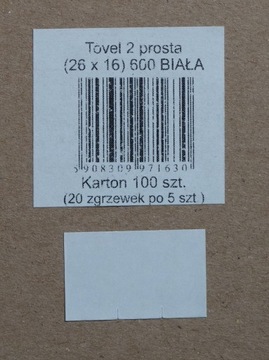 Tovel 2 prosta
(26 x 16) 600 BIAŁA
5908309971630
Karton 100 szt.
(20 zgrzewek po 5 szt )